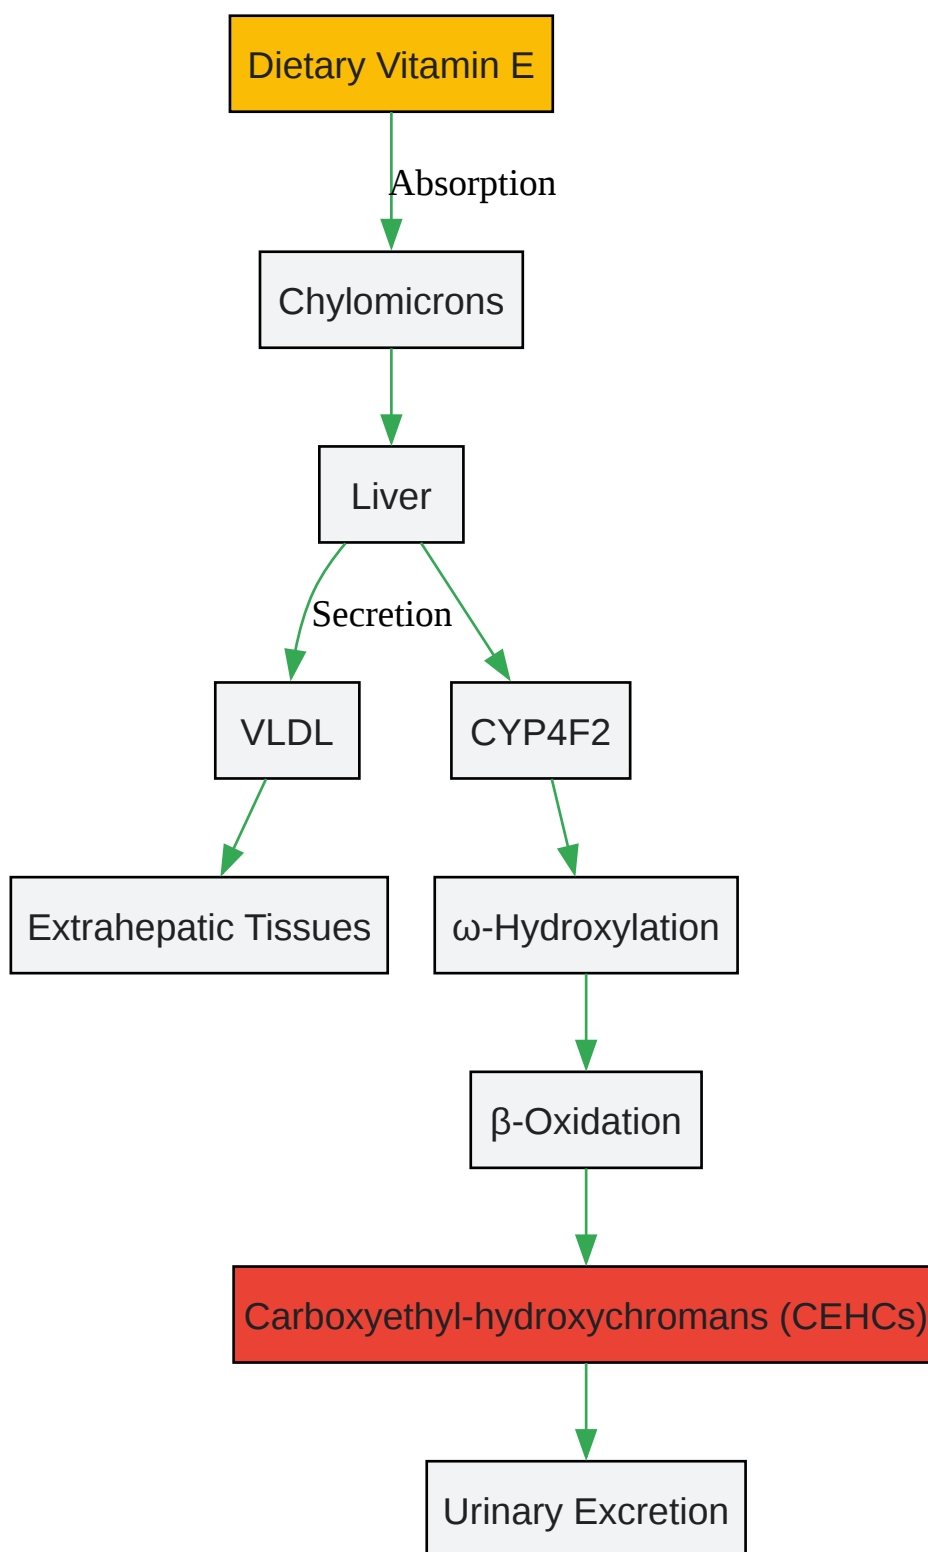 Dietary Vitamin E
Absorption
Chylomicrons
Liver
Secretion
VLDL
CYP4F2
Extrahepatic Tissues
ω-Hydroxylation
β-Oxidation
Carboxyethyl-hydroxychromans (CEHCs)
Urinary Excretion